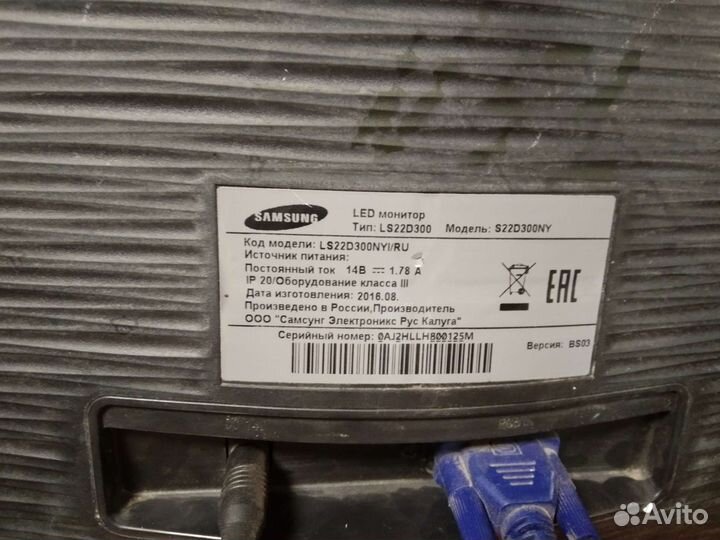 SAMSUNG
LED монитор
Тип: LS22D300 Модель: S22D300NY
Код модели: LS22D300NYI/RU
Источник питания:
Постоянный ток 14В 1.78 А
IP 20/Оборудование класса III
Дата изготовления: 2016.08.
Произведено в России,Производитель
ООО "Самсунг Электроникс Рус Калуга"
EAC
Серийный номер: 0AJ2HLLH800125M
Версия: BS03
Avito